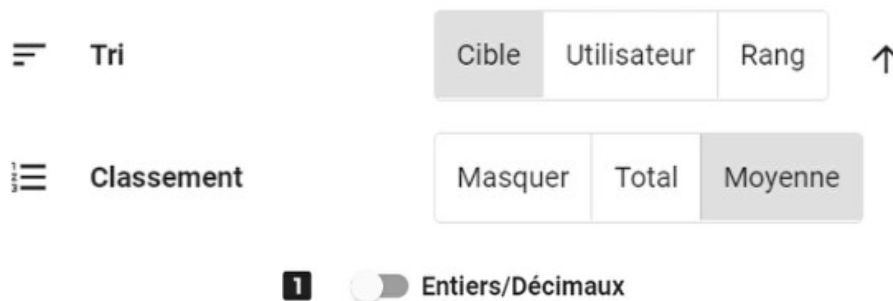 Tri Cible Utilisateur Rang
Classement Masquer Total Moyenne
1 Entiers/Décimaux